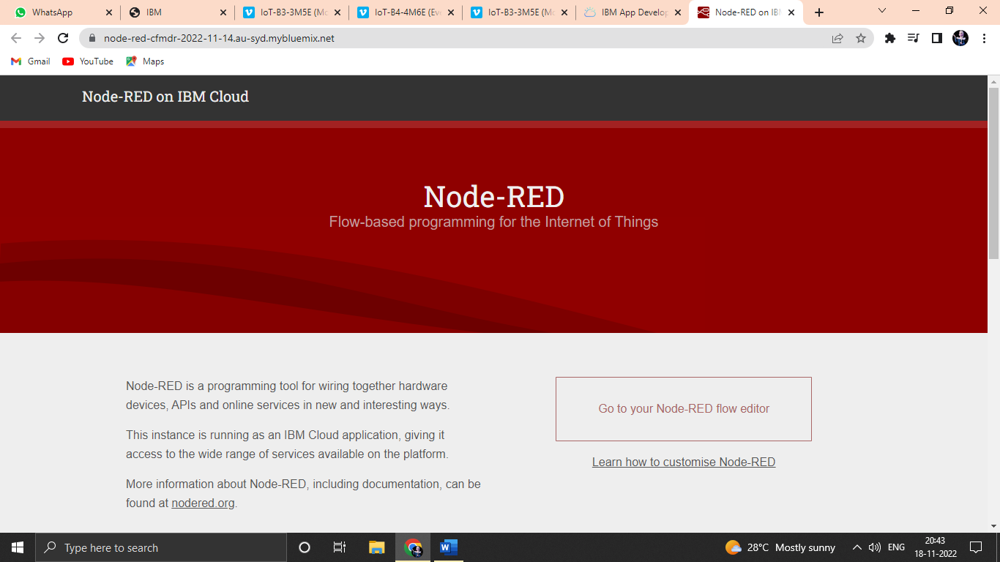 WhatsApp
IBM
IoT-B3-3M5E (Mo
IoT-B4-4M6E (Eve
IoT-B3-3M5E (Mo
IBM App Develop
Node-RED on IBM
node-red-cfmdr-2022-11-14.au-syd.mybluemix.net
Gmail
YouTube
Maps
Node-RED on IBM Cloud
Node-RED
Flow-based programming for the Internet of Things
Node-RED is a programming tool for wiring together hardware
devices, APIs and online services in new and interesting ways.
This instance is running as an IBM Cloud application, giving it
access to the wide range of services available on the platform.
More information about Node-RED, including documentation, can be
found at nodered.org.
Go to your Node-RED flow editor
Learn how to customise Node-RED
Type here to search
28°C Mostly sunny
ENG
20:43
18-11-2022